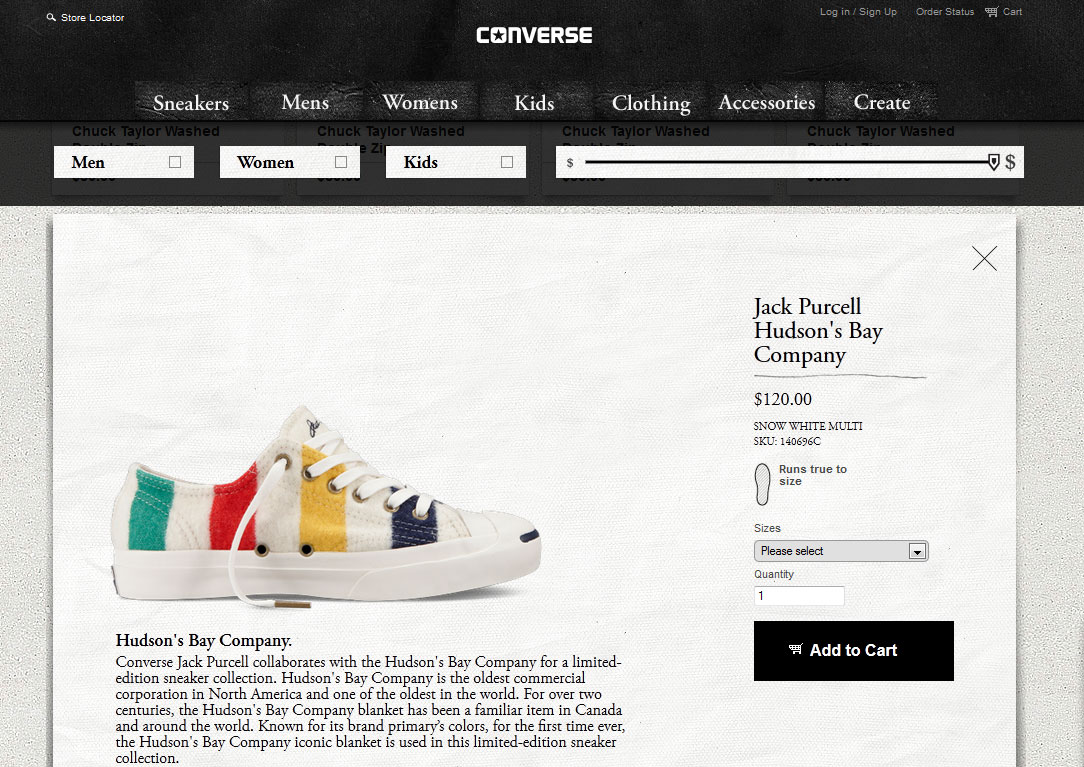 Store Locator
Log in / Sign Up
Order Status
Cart
CONVERSE
Sneakers
Mens
Womens
Kids
Clothing
Accessories
Create
Chuck Taylor Washed
Chuck Taylor Washed
Chuck Taylor Washed
Chuck Taylor Washed
Men
Women
Kids
$
$
Jack Purcell
Hudson's Bay
Company
$120.00
SNOW WHITE MULTI
SKU: 140696C
Runs true to
size
Sizes
Please select
Quantity
1
Add to Cart
Hudson's Bay Company.
Converse Jack Purcell collaborates with the Hudson's Bay Company for a limited-
edition sneaker collection. Hudson's Bay Company is the oldest commercial
corporation in North America and one of the oldest in the world. For over two
centuries, the Hudson's Bay Company blanket has been a familiar item in Canada
and around the world. Known for its brand primary's colors, for the first time ever,
the Hudson's Bay Company iconic blanket is used in this limited-edition sneaker
collection.